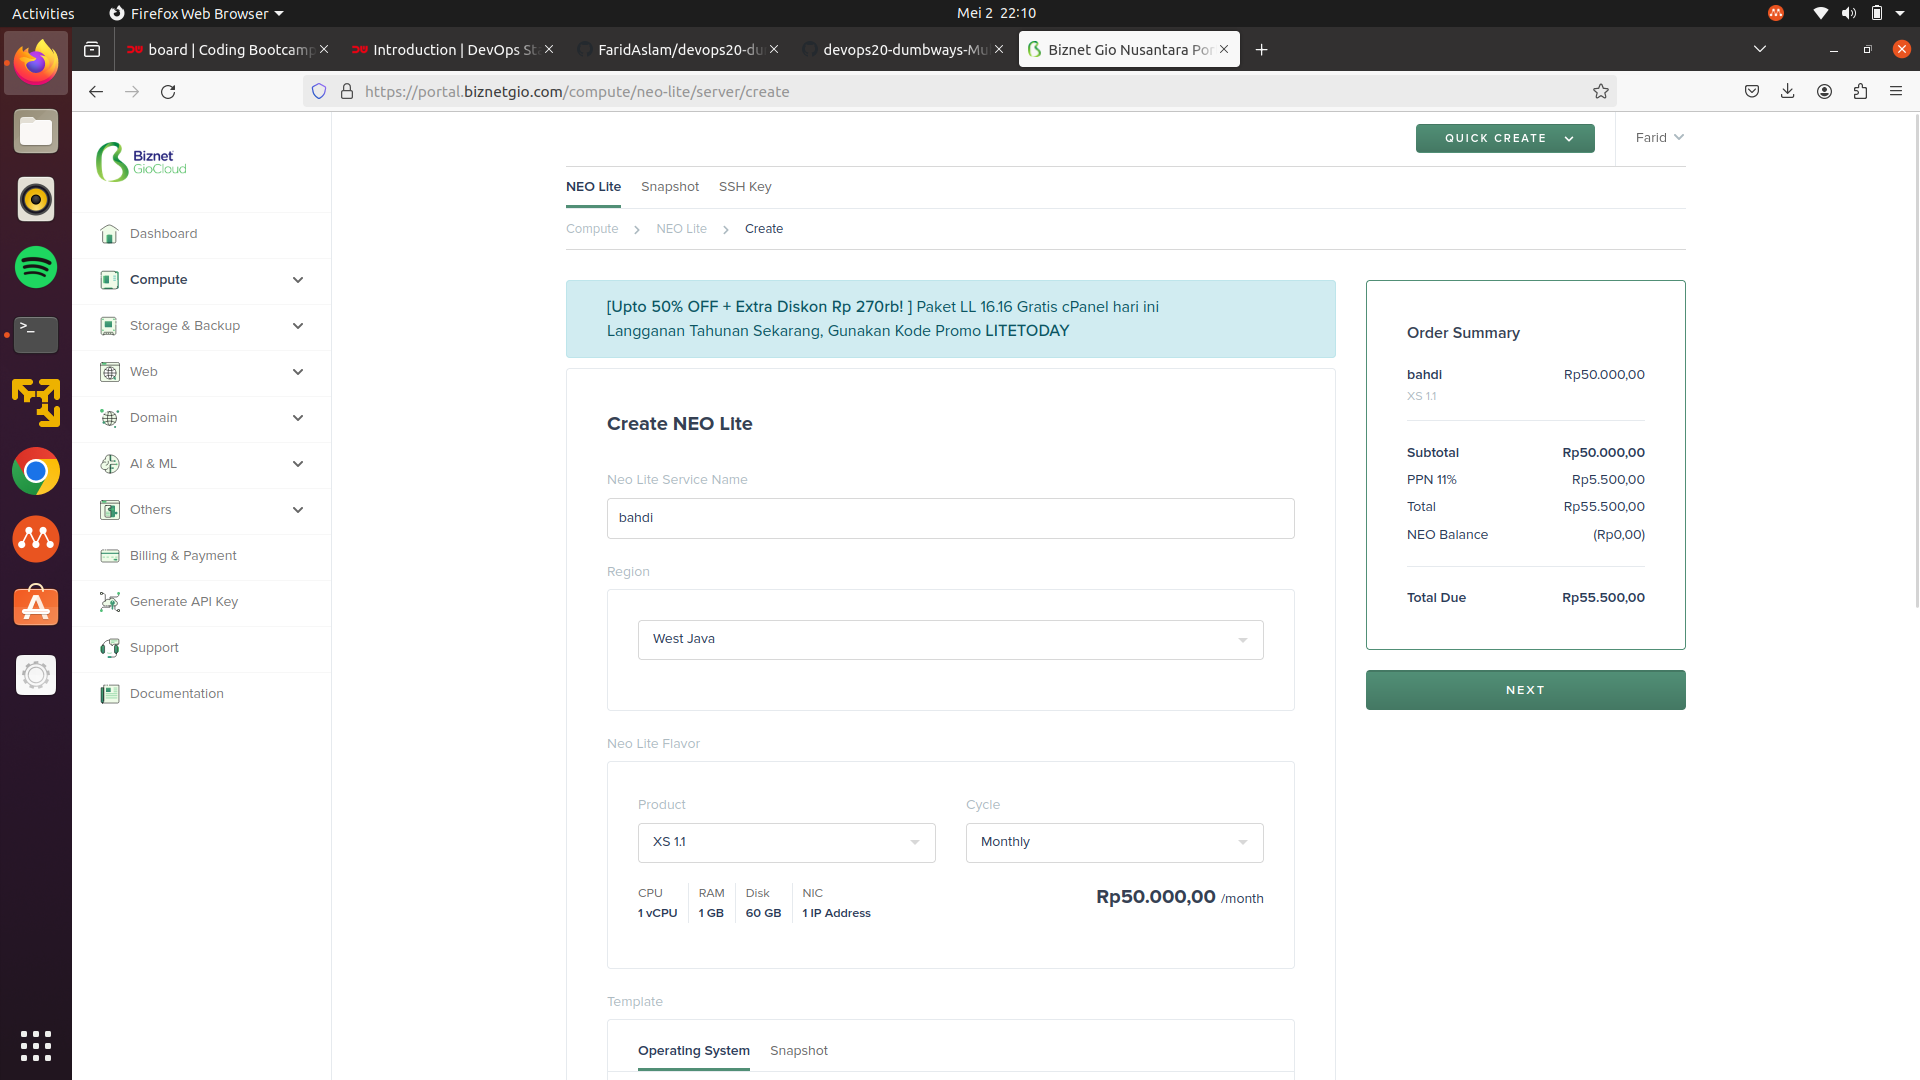 Activities
Firefox Web Browser
Mei 2 22:10
board | Coding Bootcamp
Introduction | DevOps St
FaridAslam/devops20-du
devops20-dumbways-Mu
Biznet Gio Nusantara Por
https://portal.biznetgio.com/compute/neo-lite/server/create
Biznet
GioCloud
QUICK CREATE
Farid
NEO Lite
Snapshot
SSH Key
Compute
NEO Lite
Create
Dashboard
Compute
Storage & Backup
Web
Domain
AI & ML
Others
Billing & Payment
Generate API Key
Support
Documentation
[Upto 50% OFF + Extra Diskon Rp 270rb! ] Paket LL 16.16 Gratis cPanel hari ini
Langganan Tahunan Sekarang, Gunakan Kode Promo LITETODAY
Create NEO Lite
Neo Lite Service Name
bahdi
Region
West Java
Neo Lite Flavor
Product
Cycle
XS 1.1
Monthly
CPU
RAM
Disk
NIC
1 vCPU
1 GB
60 GB
1 IP Address
Rp50.000,00 /month
Template
Operating System
Snapshot
Order Summary
bahdi Rp50.000,00
XS 1.1
Subtotal Rp50.000,00
PPN 11% Rp5.500,00
Total Rp55.500,00
NEO Balance (Rp0,00)
Total Due Rp55.500,00
NEXT